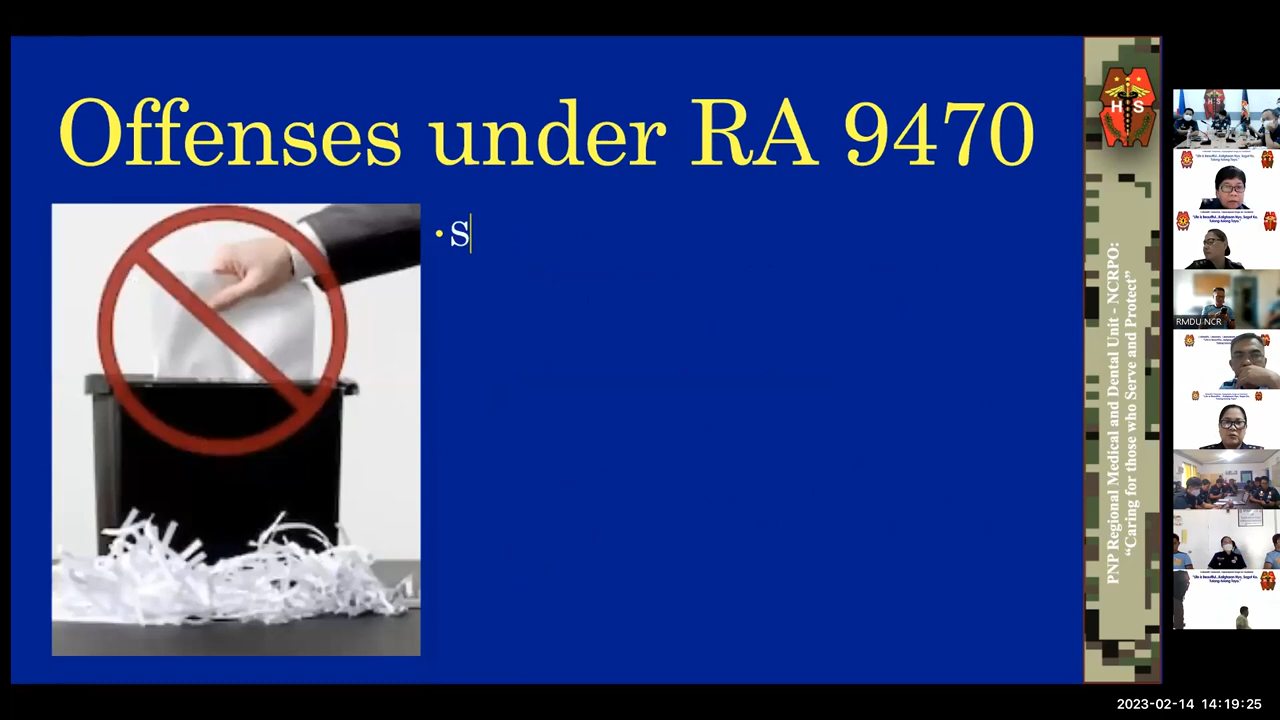 Offenses under RA 9470
• S
PNP Regional Medical and Dental Unit - NCRPO:
“Caring for those who Serve and Protect”
H S
RMDU NCR
2023-02-14 14:19:25